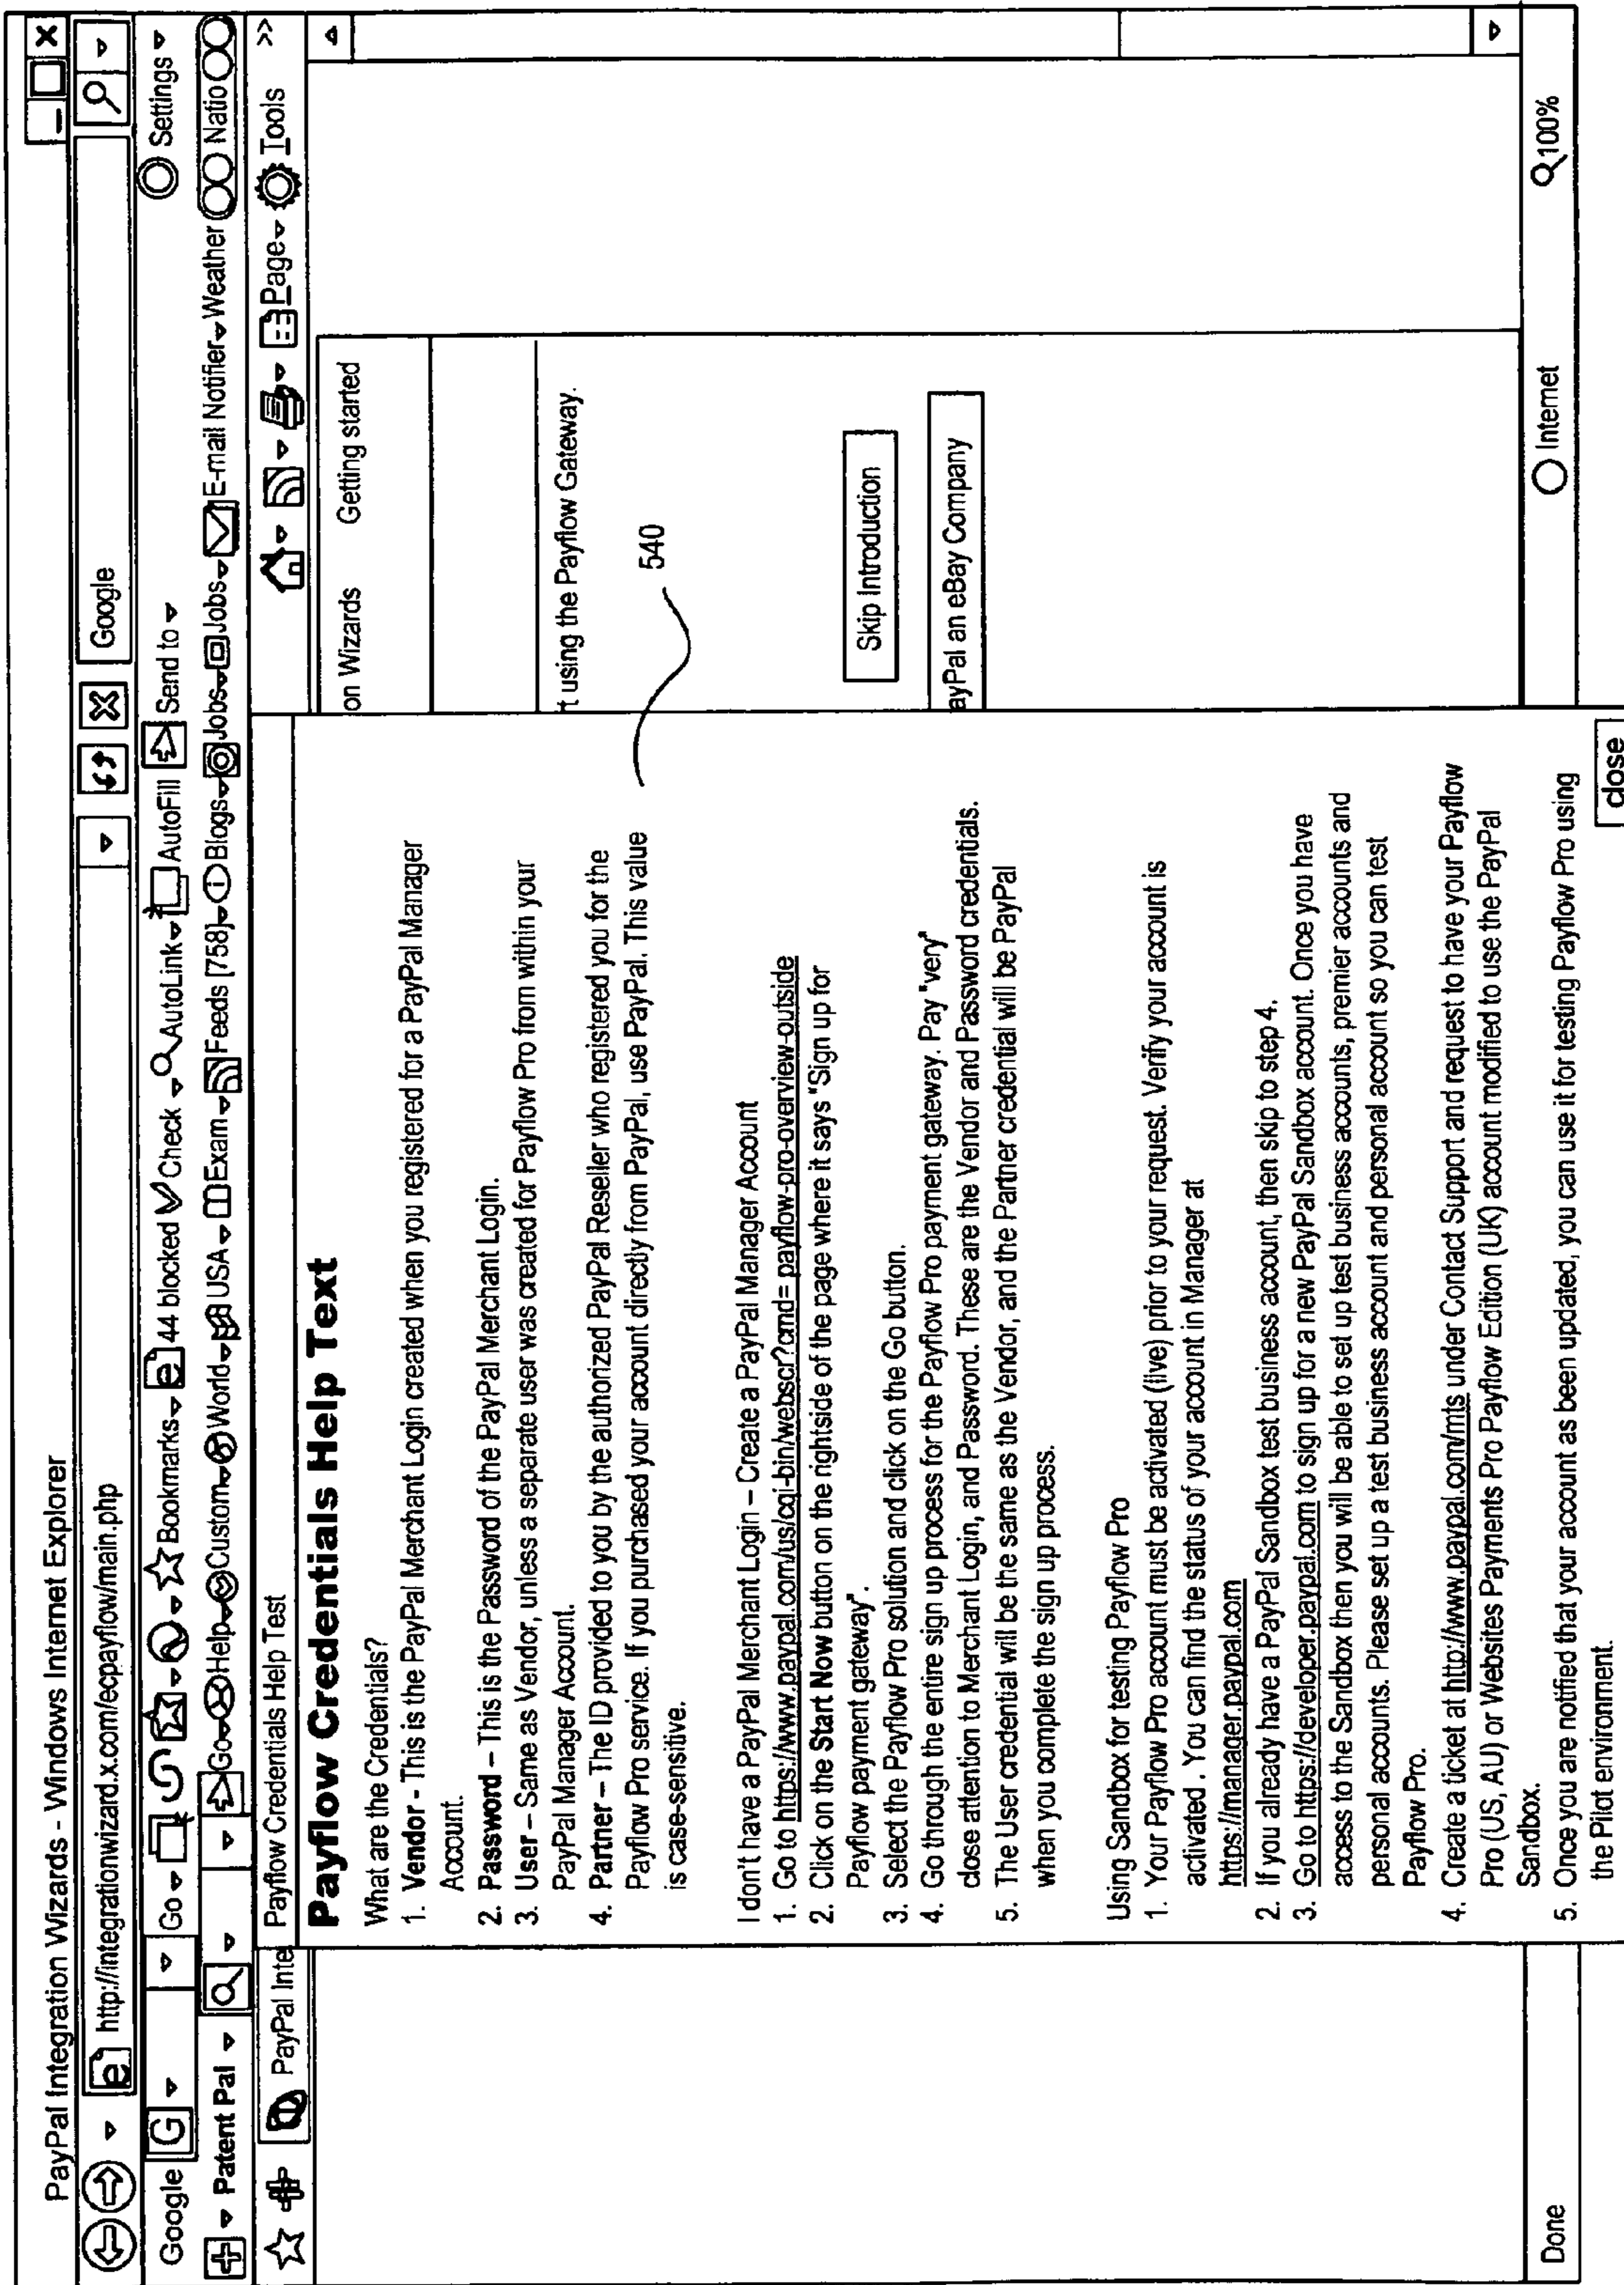 PayPal Integration Wizards - Windows Internet Explorer
http://integrationwizard.x.com/ecpayflow/main.php
Google
Google G Go Bookmarks 44 blocked Check AutoLink AutoFill Send to Settings
Patent Pal Go Help Custom World USA Exam Feeds [758] Blogs Jobs Jobs E-mail Notifier Weather Natio
PayPal Inte
Page Tools >>
Payflow Credentials Help Test
Payflow Credentials Help Text
What are the Credentials?
1. Vendor - This is the PayPal Merchant Login created when you registered for a PayPal Manager
Account.
2. Password – This is the Password of the PayPal Merchant Login.
3. User – Same as Vendor, unless a separate user was created for Payflow Pro from within your
PayPal Manager Account.
4. Partner – The ID provided to you by the authorized PayPal Reseller who registered you for the
Payflow Pro service. If you purchased your account directly from PayPal, use PayPal. This value
is case-sensitive.
I don't have a PayPal Merchant Login – Create a PayPal Manager Account
1. Go to https://www.paypal.com/us/cgi-bin/webscr?cmd= payflow-pro-overview-outside
2. Click on the Start Now button on the rightside of the page where it says "Sign up for
Payflow payment gateway".
3. Select the Payflow Pro solution and click on the Go button.
4. Go through the entire sign up process for the Payflow Pro payment gateway. Pay "very"
close attention to Merchant Login, and Password. These are the Vendor and Password credentials.
5. The User credential will be the same as the Vendor, and the Partner credential will be PayPal
when you complete the sign up process.
Using Sandbox for testing Payflow Pro
1. Your Payflow Pro account must be activated (live) prior to your request. Verify your account is
activated . You can find the status of your account in Manager at
https://manager.paypal.com
2. If you already have a PayPal Sandbox test business account, then skip to step 4.
3. Go to https://developer.paypal.com to sign up for a new PayPal Sandbox account. Once you have
access to the Sandbox then you will be able to set up test business accounts, premier accounts and
personal accounts. Please set up a test business account and personal account so you can test
Payflow Pro.
4. Create a ticket at http://www.paypal.com/mts under Contact Support and request to have your Payflow
Pro (US, AU) or Websites Payments Pro Payflow Edition (UK) account modified to use the PayPal
Sandbox.
5. Once you are notified that your account as been updated, you can use it for testing Payflow Pro using
the Pilot environment.
close
on Wizards Getting started
t using the Payflow Gateway.
540
Skip Introduction
ayPal an eBay Company
Done
Internet
100%